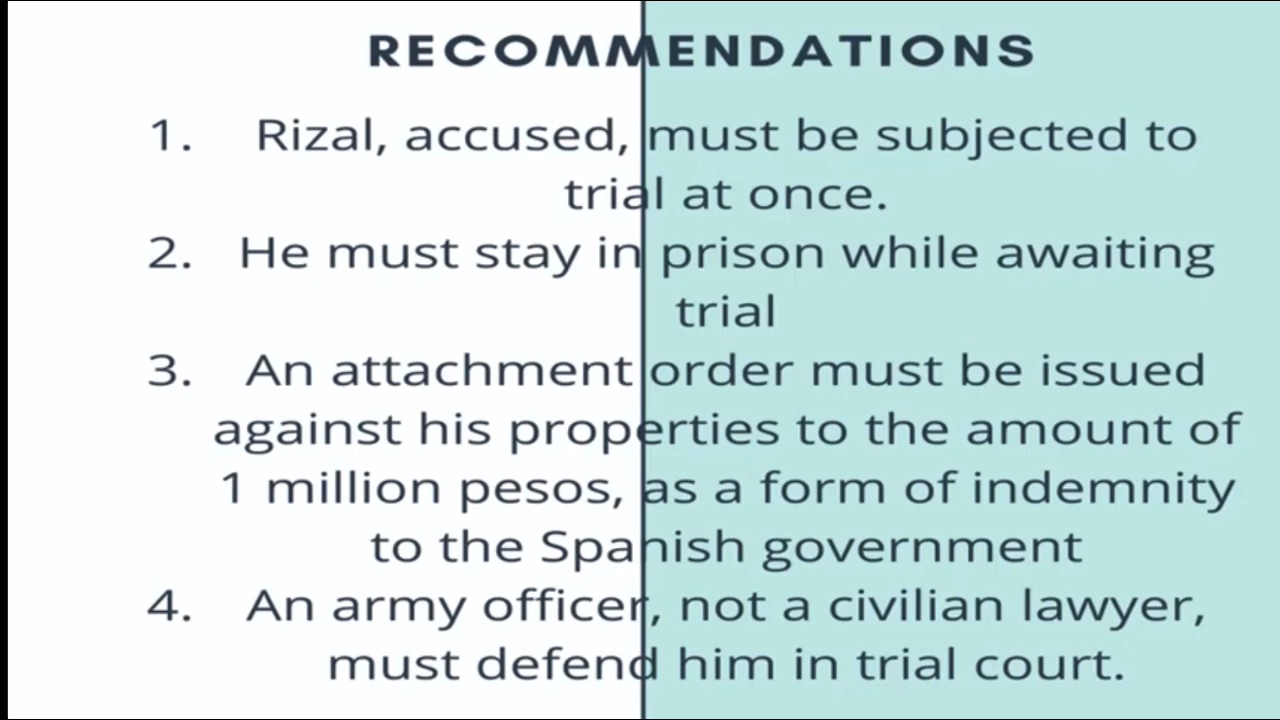 RECOMMENDATIONS
1. Rizal, accused, must be subjected to
trial at once.
2. He must stay in prison while awaiting
trial
3. An attachment order must be issued
against his properties to the amount of
1 million pesos, as a form of indemnity
to the Spanish government
4. An army officer, not a civilian lawyer,
must defend him in trial court.